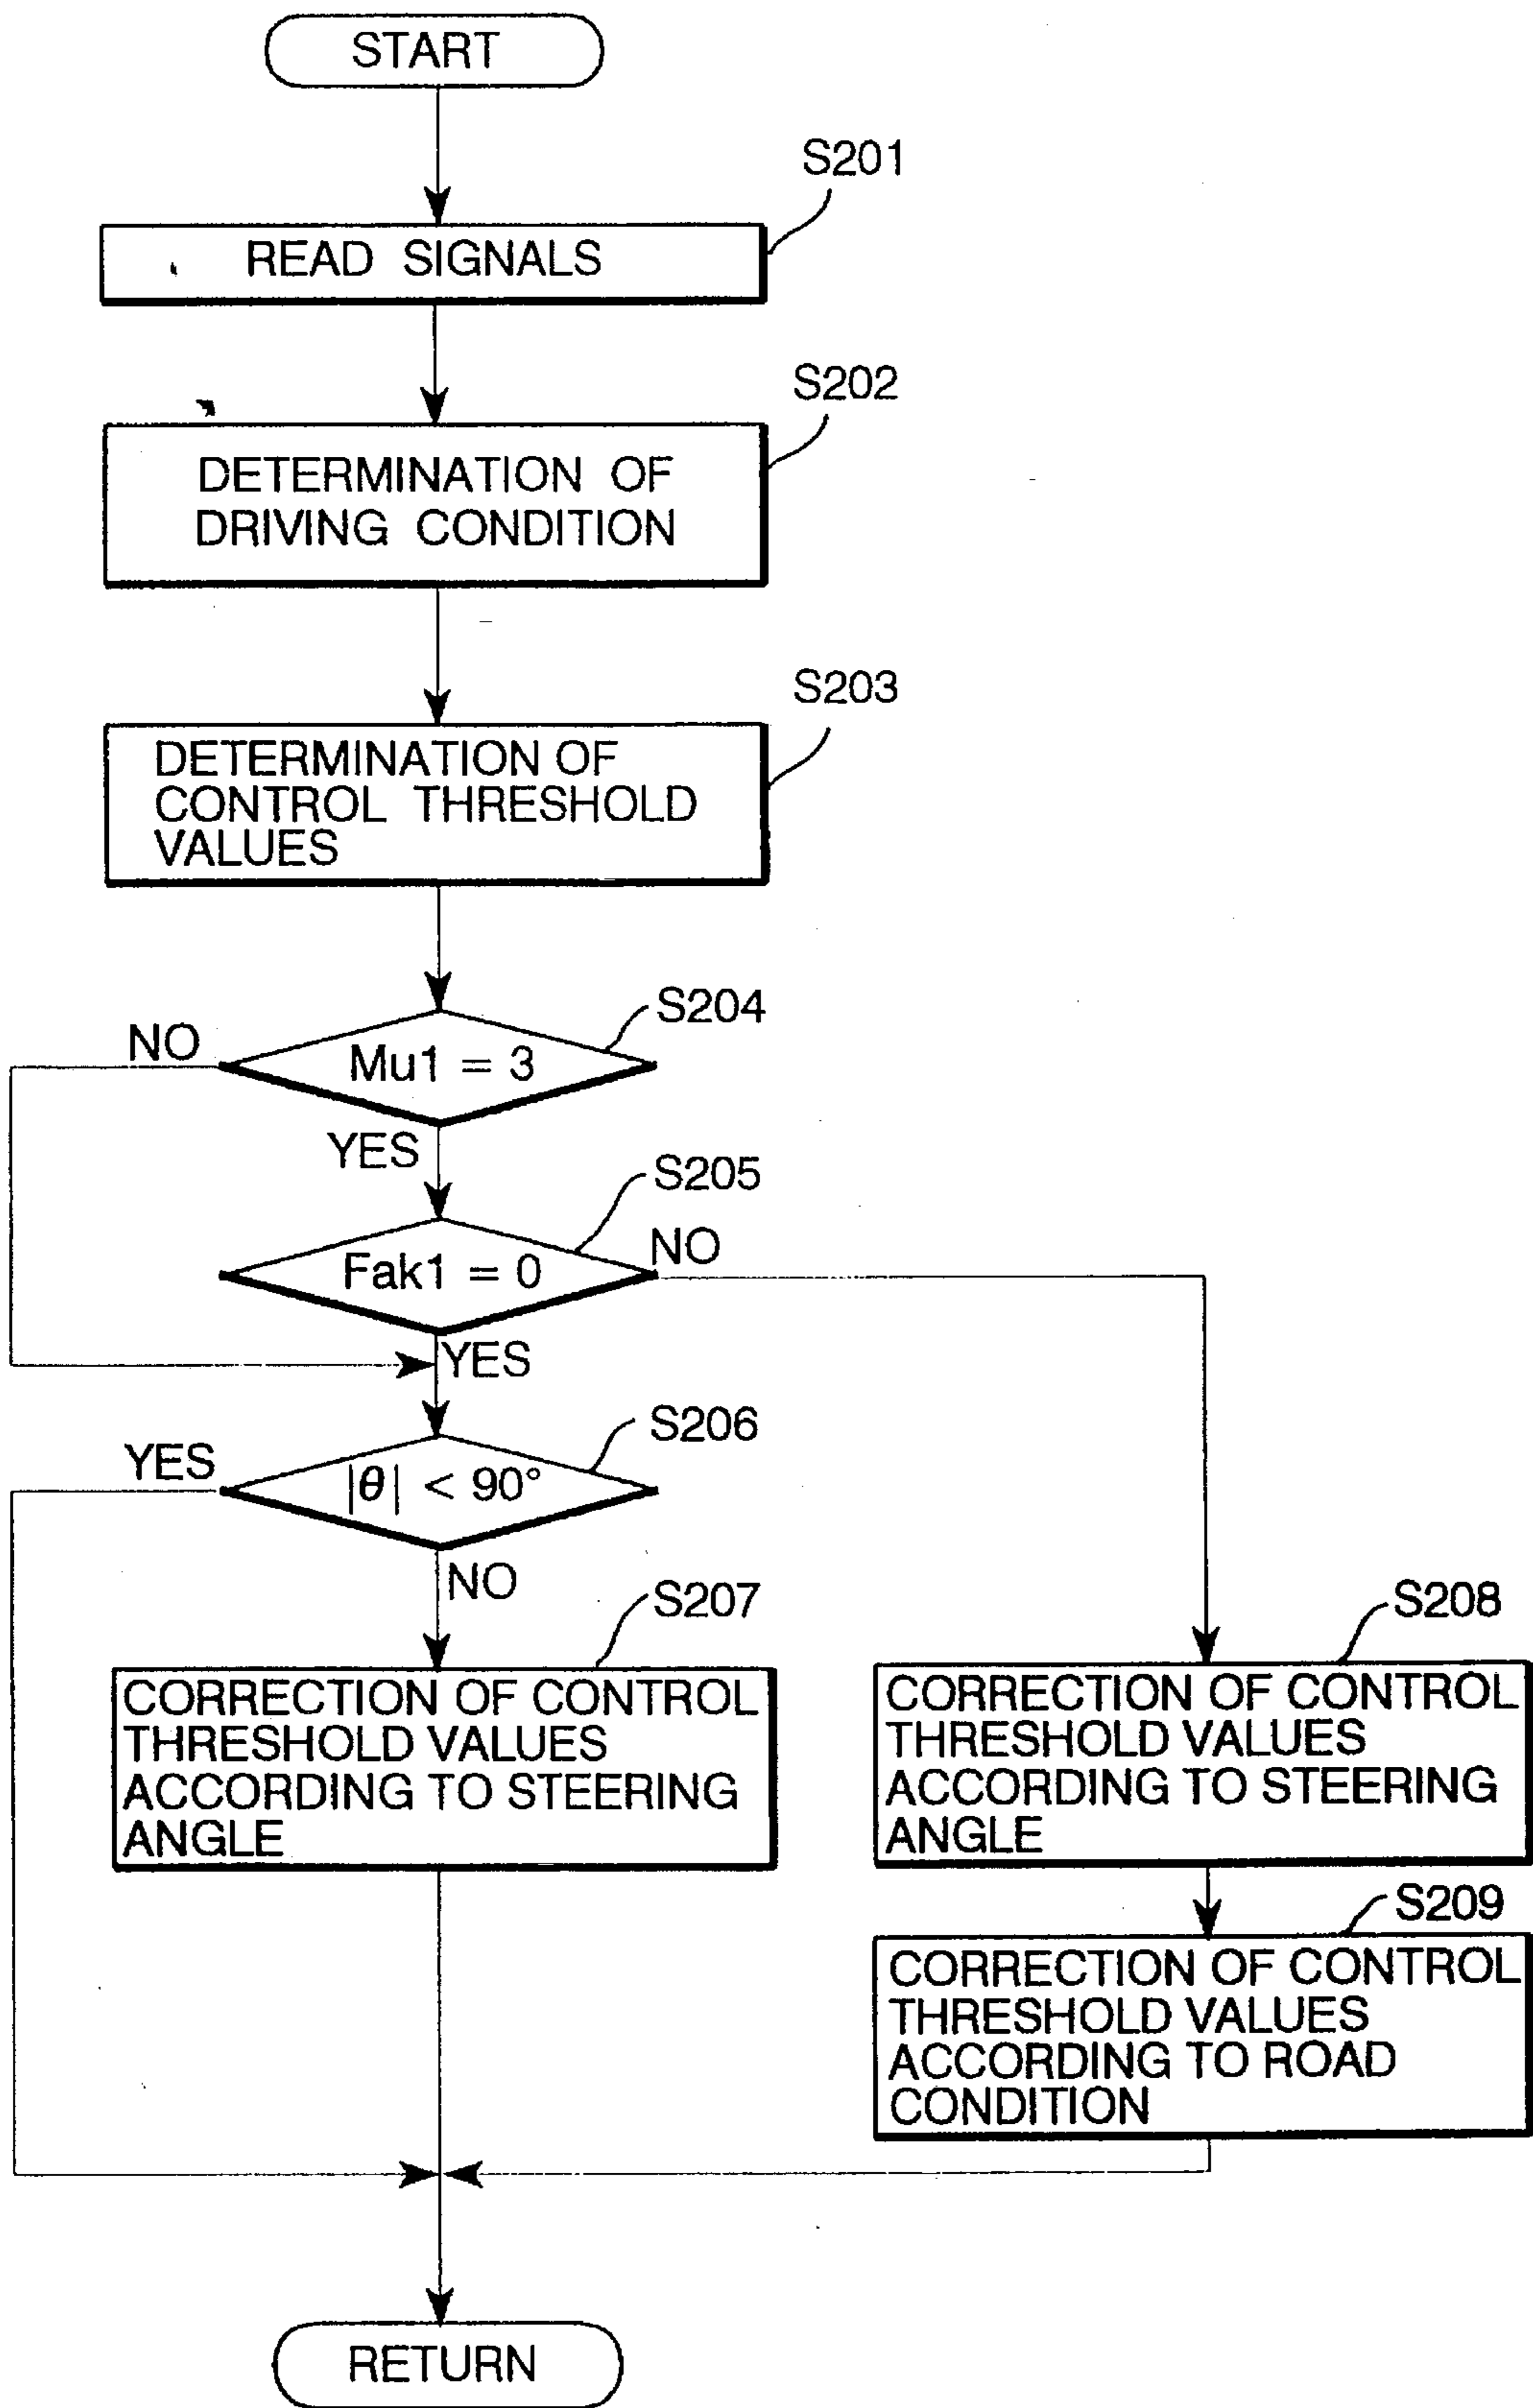 START
S201
READ SIGNALS
S202
DETERMINATION OF
DRIVING CONDITION
S203
DETERMINATION OF
CONTROL THRESHOLD
VALUES
S204
NO
Mu1 = 3
YES
S205
NO
Fak1 = 0
YES
S206
YES
|θ| < 90°
NO
S207
CORRECTION OF CONTROL
THRESHOLD VALUES
ACCORDING TO STEERING
ANGLE
S208
CORRECTION OF CONTROL
THRESHOLD VALUES
ACCORDING TO STEERING
ANGLE
S209
CORRECTION OF CONTROL
THRESHOLD VALUES
ACCORDING TO ROAD
CONDITION
RETURN